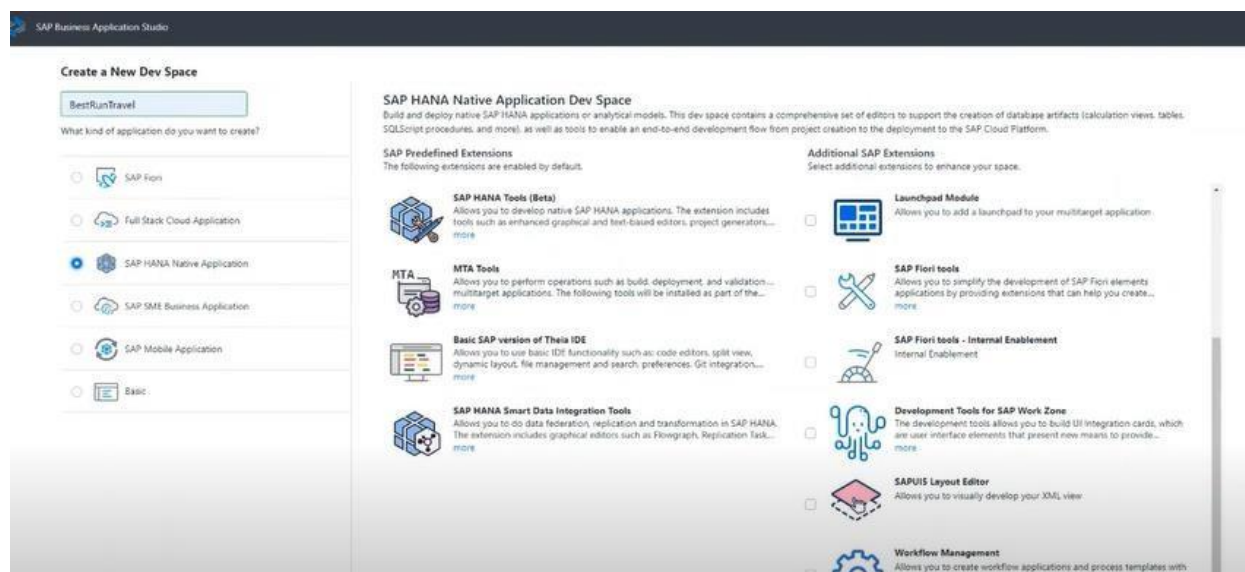 SAP Business Application Studio
Create a New Dev Space
BestRunTravel
What kind of application do you want to create?
SAP Fiori
Full Stack Cloud Application
SAP HANA Native Application
SAP SME Business Application
SAP Mobile Application
Basic
SAP HANA Native Application Dev Space
Build and deploy native SAP HANA applications or analytical models. This dev space contains a comprehensive set of editors to support the creation of database artifacts (calculation views, tables,
SQLScript procedures, and more), as well as tools to enable an end-to-end development flow from project creation to the deployment to the SAP Cloud Platform.
SAP Predefined Extensions
The following extensions are enabled by default.
SAP HANA Tools (Beta)
Allows you to develop native SAP HANA applications. The extension includes
tools such as enhanced graphical and text-based editors, project generators,...
more
MTA
MTA Tools
Allows you to perform operations such as build, deployment, and validation...
multitarget applications. The following tools will be installed as part of the...
more
Basic SAP version of Theia IDE
Allows you to use basic IDE functionality such as: code editors, split view,
dynamic layout, file management and search, preferences, Git integration,...
more
SAP HANA Smart Data Integration Tools
Allows you to do data federation, replication and transformation in SAP HANA.
The extension includes graphical editors such as Flowgraph, Replication Task,...
more
Additional SAP Extensions
Select additional extensions to enhance your space.
Launchpad Module
Allows you to add a launchpad to your multitarget application
SAP Fiori tools
Allows you to simplify the development of SAP Fiori elements
applications by providing extensions that can help you create...
more
SAP Fiori tools - Internal Enablement
Internal Enablement
Development Tools for SAP Work Zone
The development tools allows you to build UI Integration cards, which
are user interface elements that present new means to provide...
more
SAPUI5 Layout Editor
Allows you to visually develop your XML view
Workflow Management
Allows you to create workflow applications and process templates with